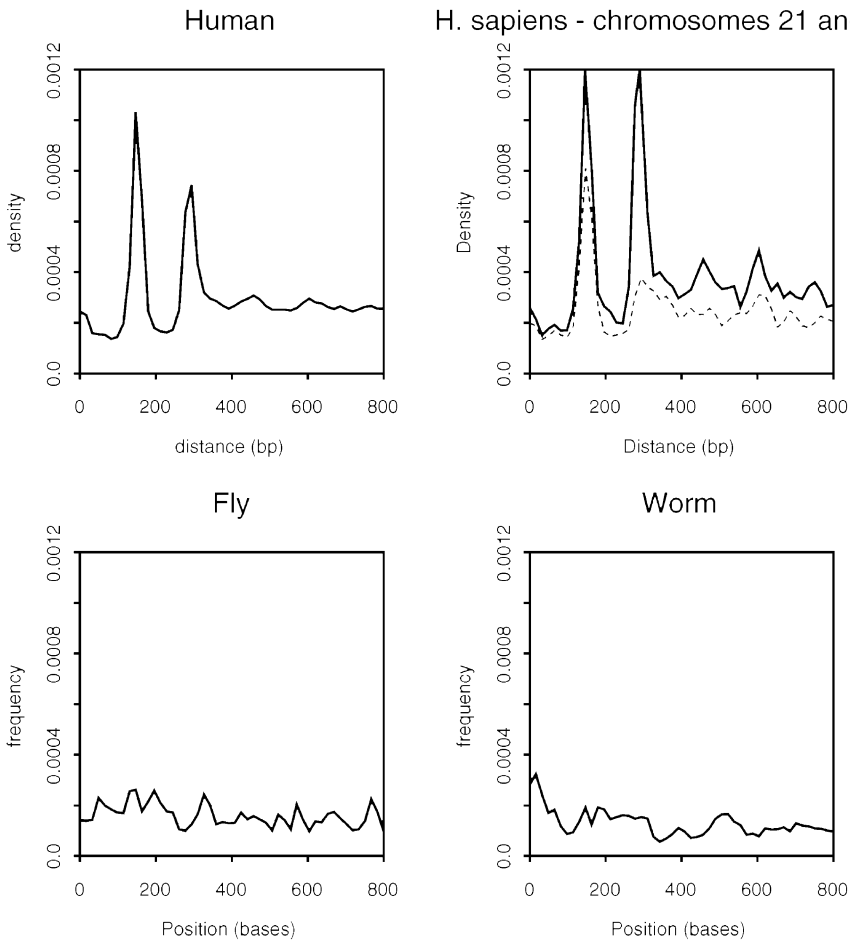 Human
0.0012
0.0008
0.0004
0.0
density
0 200 400 600 800
distance (bp)
H. sapiens - chromosomes 21 an
0.0012
0.0008
0.0004
0.0
Density
0 200 400 600 800
Distance (bp)
Fly
0.0012
0.0008
0.0004
0.0
frequency
0 200 400 600 800
Position (bases)
Worm
0.0012
0.0008
0.0004
0.0
frequency
0 200 400 600 800
Position (bases)